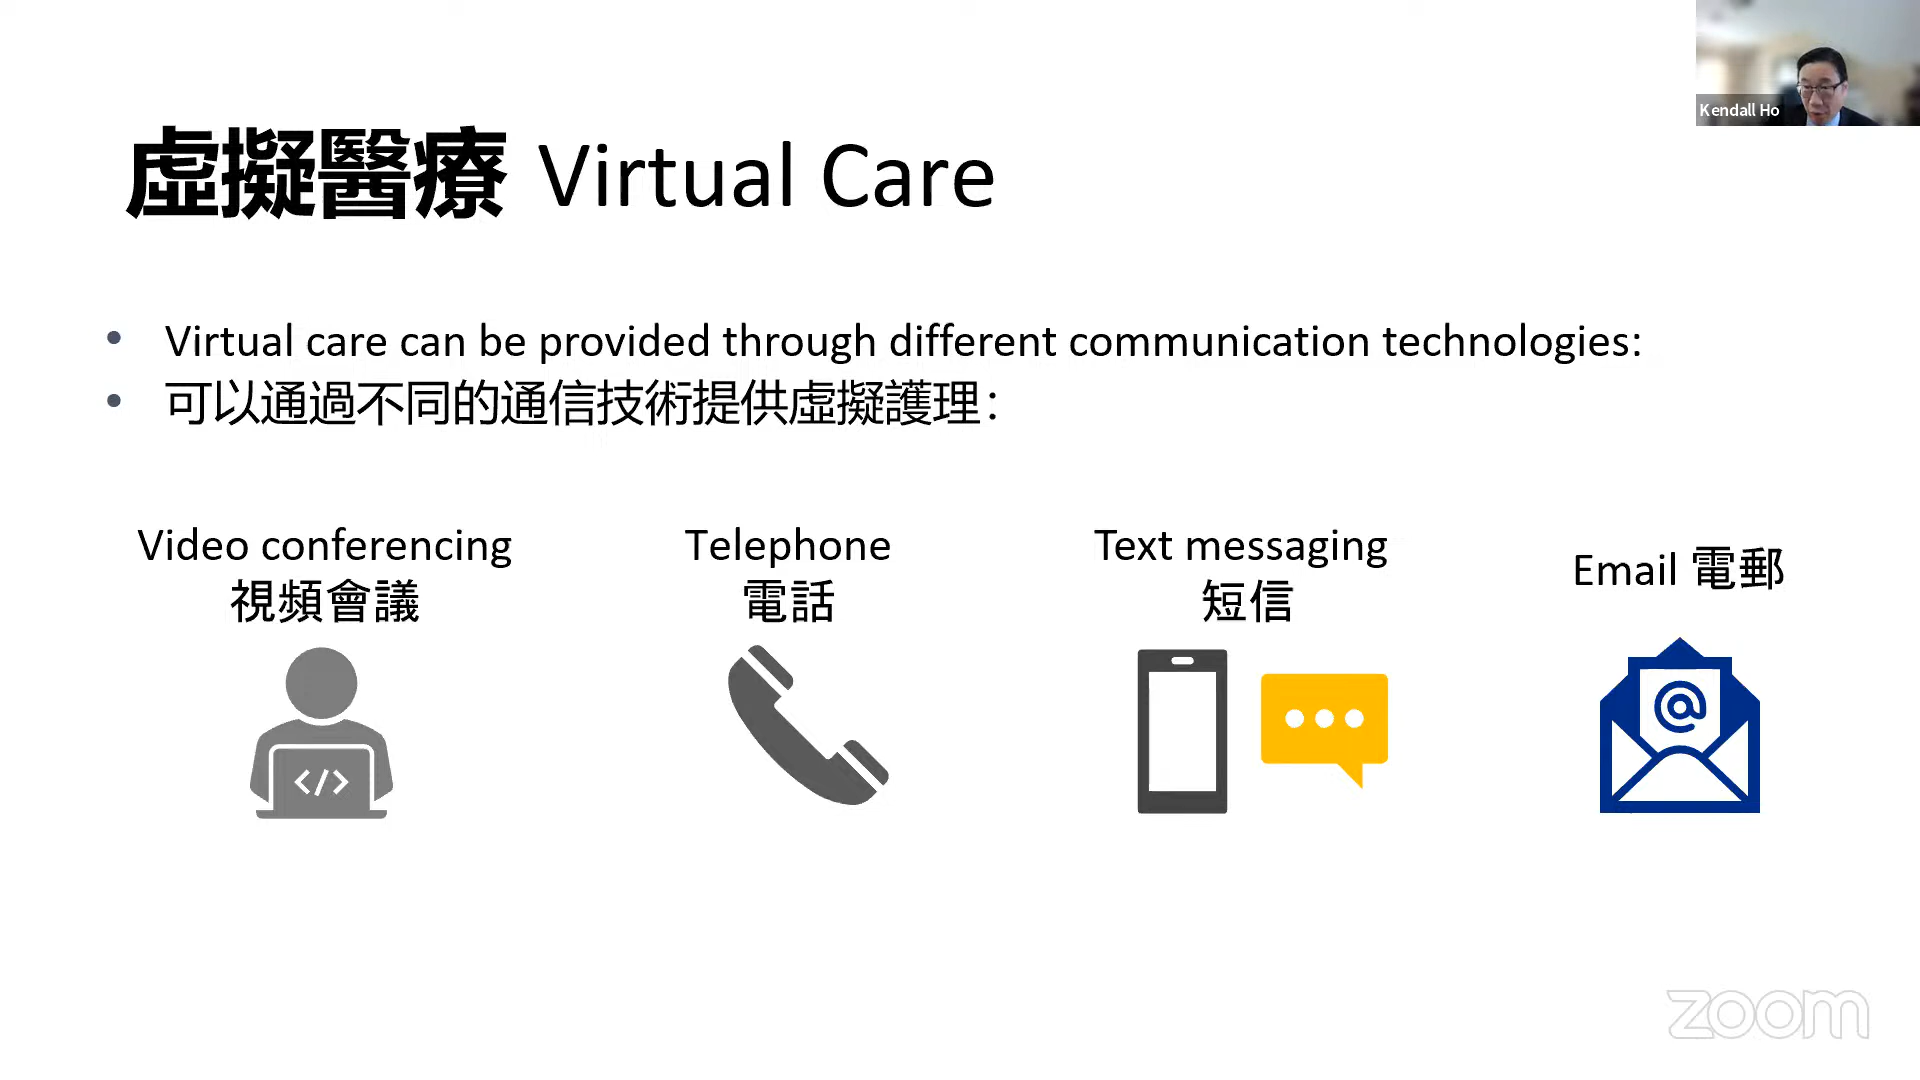 Kendall Ho
虛擬醫療 Virtual Care
• Virtual care can be provided through different communication technologies:
• 可以通過不同的通信技術提供虛擬護理：
Video conferencing
視頻會議
Telephone
電話
Text messaging
短信
Email 電郵
</>
@
zoom